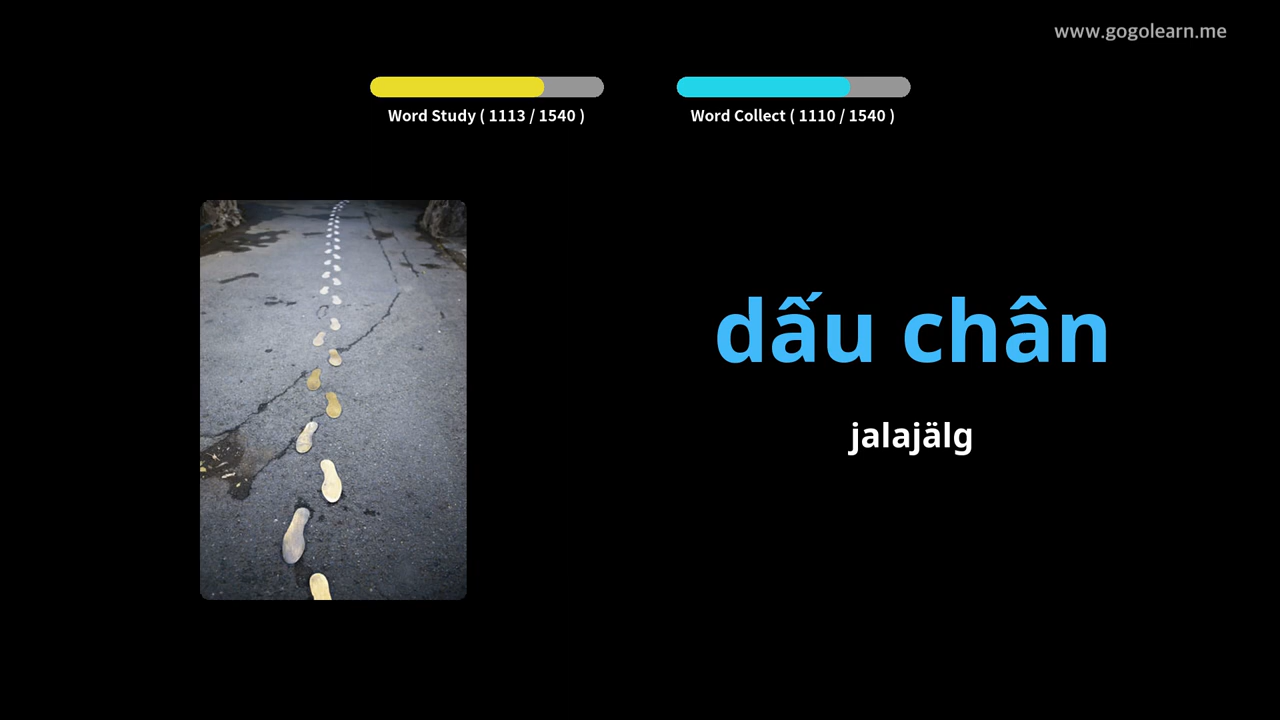 www.gogolearn.me
Word Study ( 1113 / 1540 )
Word Collect ( 1110 / 1540 )
dấu chân
jalajälg